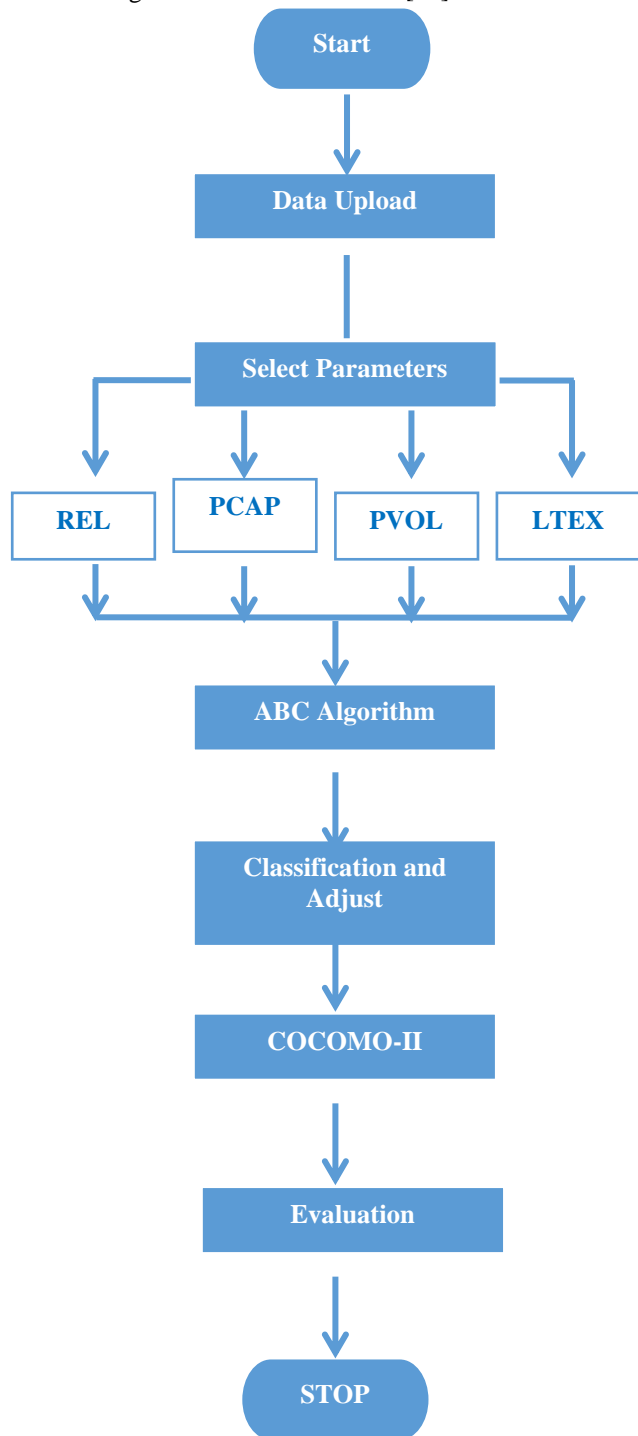 Start
Data Upload
Select Parameters
REL
PCAP
PVOL
LTEX
ABC Algorithm
Classification and
Adjust
COCOMO-II
Evaluation
STOP